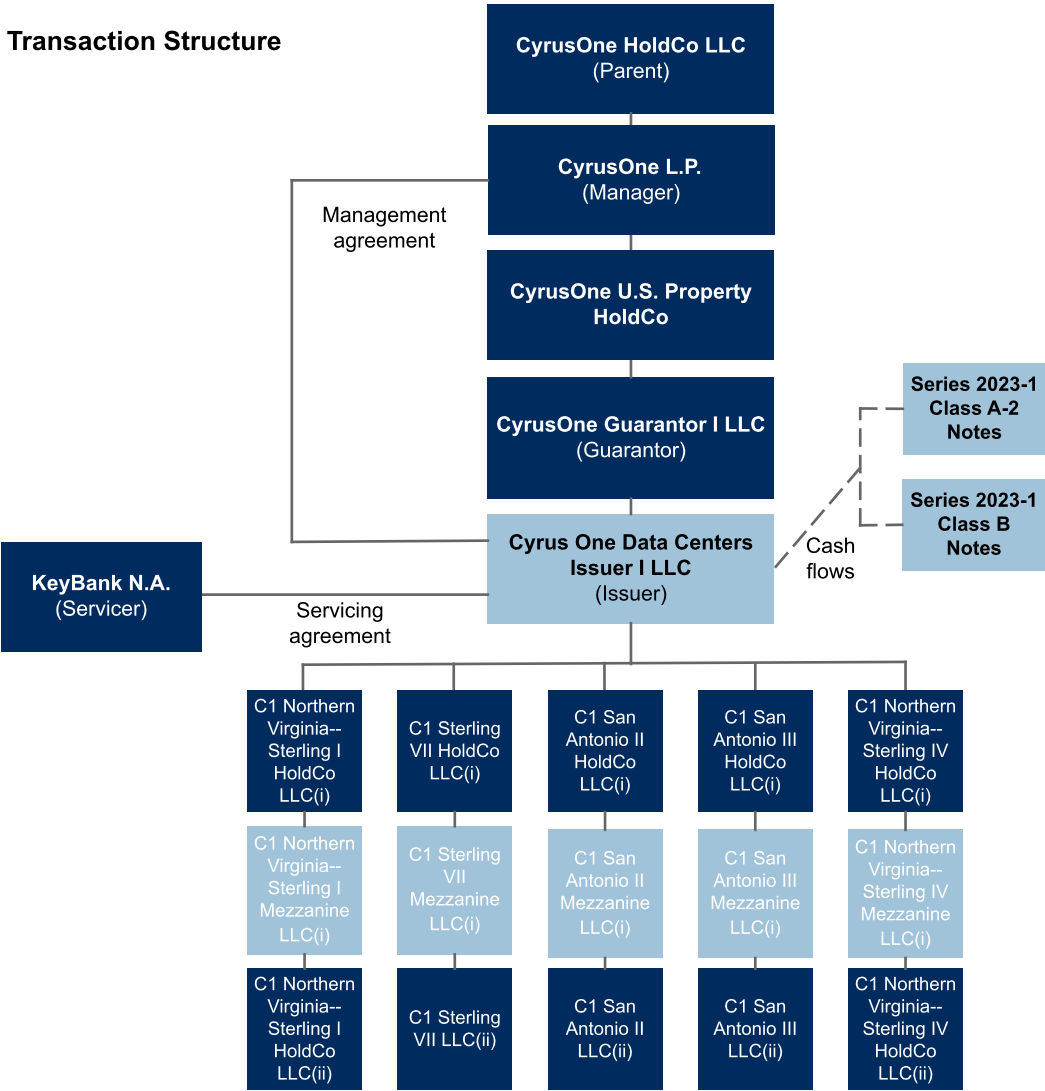 Transaction Structure
CyrusOne HoldCo LLC
(Parent)
CyrusOne L.P.
(Manager)
Management
agreement
CyrusOne U.S. Property
HoldCo
CyrusOne Guarantor I LLC
(Guarantor)
Series 2023-1
Class A-2
Notes
Series 2023-1
Class B
Notes
Cash
flows
Cyrus One Data Centers
Issuer I LLC
(Issuer)
KeyBank N.A.
(Servicer)
Servicing
agreement
C1 Northern
Virginia--
Sterling I
HoldCo
LLC(i)
C1 Sterling
VII HoldCo
LLC(i)
C1 San
Antonio II
HoldCo
LLC(i)
C1 San
Antonio III
HoldCo
LLC(i)
C1 Northern
Virginia--
Sterling IV
HoldCo
LLC(i)
C1 Northern
Virginia--
Sterling I
Mezzanine
LLC(i)
C1 Sterling
VII
Mezzanine
LLC(i)
C1 San
Antonio II
Mezzanine
LLC(i)
C1 San
Antonio III
Mezzanine
LLC(i)
C1 Northern
Virginia--
Sterling IV
Mezzanine
LLC(i)
C1 Northern
Virginia--
Sterling I
HoldCo
LLC(ii)
C1 Sterling
VII LLC(ii)
C1 San
Antonio II
LLC(ii)
C1 San
Antonio III
LLC(ii)
C1 Northern
Virginia--
Sterling IV
HoldCo
LLC(ii)